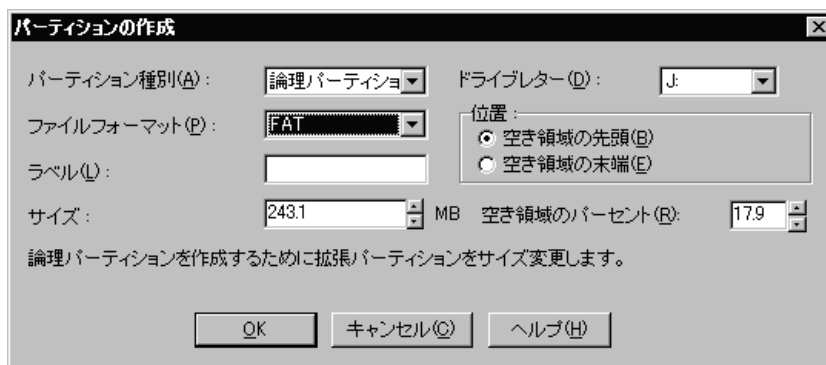 パーティションの作成
パーティション種別(A) : 論理パーティショ ドライブレター(D) : J:
ファイルフォーマット(P) : FAT
位置 :
空き領域の先頭(B)
空き領域の末端(E)
ラベル(L) :
サイズ : 243.1 MB 空き領域のパーセント(R): 17.9
論理パーティションを作成するために拡張パーティションをサイズ変更します。
OK キャンセル(C) ヘルプ(H)